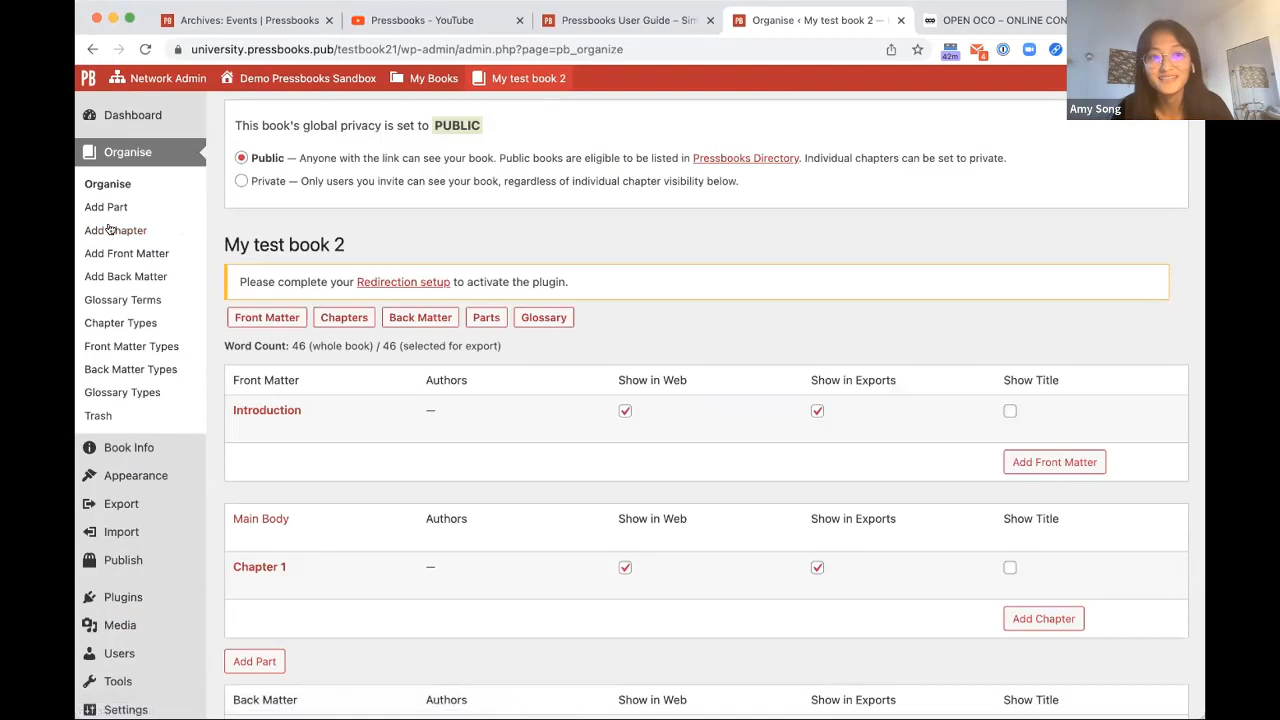 Archives: Events | Pressbooks
Pressbooks - YouTube
Pressbooks User Guide – Sim
Organise ‹ My test book 2 —
OPEN OCO – ONLINE CON
university.pressbooks.pub/testbook21/wp-admin/admin.php?page=pb_organize
42m
4
PB
Network Admin
Demo Pressbooks Sandbox
My Books
My test book 2
Amy Song
Dashboard
Organise
Organise
Add Part
Add Chapter
Add Front Matter
Add Back Matter
Glossary Terms
Chapter Types
Front Matter Types
Back Matter Types
Glossary Types
Trash
Book Info
Appearance
Export
Import
Publish
Plugins
Media
Users
Tools
Settings
This book's global privacy is set to PUBLIC
Public — Anyone with the link can see your book. Public books are eligible to be listed in Pressbooks Directory. Individual chapters can be set to private.
Private — Only users you invite can see your book, regardless of individual chapter visibility below.
My test book 2
Please complete your Redirection setup to activate the plugin.
Front Matter Chapters Back Matter Parts Glossary
Word Count: 46 (whole book) / 46 (selected for export)
Front Matter Authors Show in Web Show in Exports Show Title
Introduction —
Add Front Matter
Main Body Authors Show in Web Show in Exports Show Title
Chapter 1 —
Add Chapter
Add Part
Back Matter Authors Show in Web Show in Exports Show Title